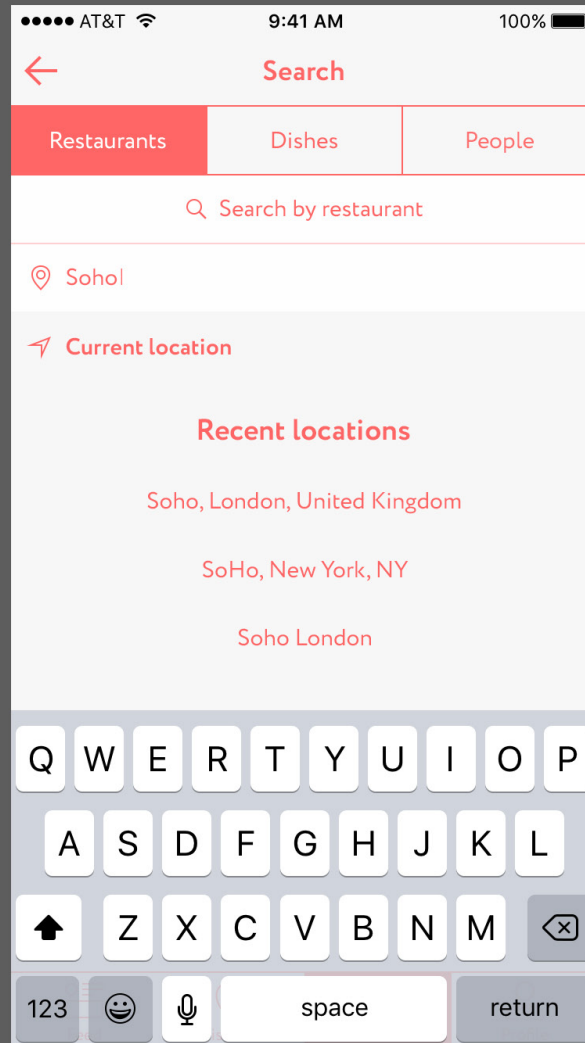 AT&T 9:41 AM 100%
Search
Restaurants Dishes People
Search by restaurant
Soho
Current location
Recent locations
Soho, London, United Kingdom
SoHo, New York, NY
Soho London
Q W E R T Y U I O P
A S D F G H J K L
Z X C V B N M
123 space return